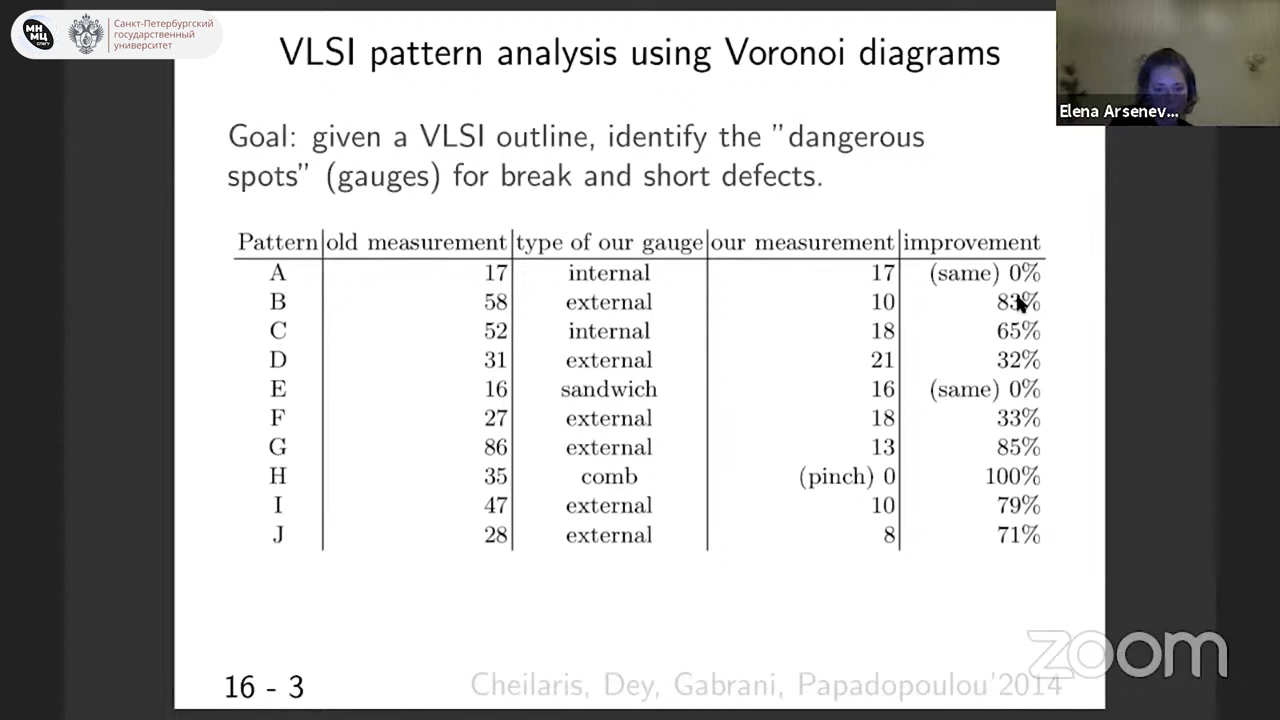 МН
МЦ
СПбГУ
Санкт-Петербургский
государственный
университет
VLSI pattern analysis using Voronoi diagrams
Elena Arsenev...
Goal: given a VLSI outline, identify the "dangerous
spots" (gauges) for break and short defects.
Pattern old measurement type of our gauge our measurement improvement
A 17 internal 17 (same) 0%
B 58 external 10 83%
C 52 internal 18 65%
D 31 external 21 32%
E 16 sandwich 16 (same) 0%
F 27 external 18 33%
G 86 external 13 85%
H 35 comb (pinch) 0 100%
I 47 external 10 79%
J 28 external 8 71%
zoom
16 - 3
Cheilaris, Dey, Gabrani, Papadopoulou'2014